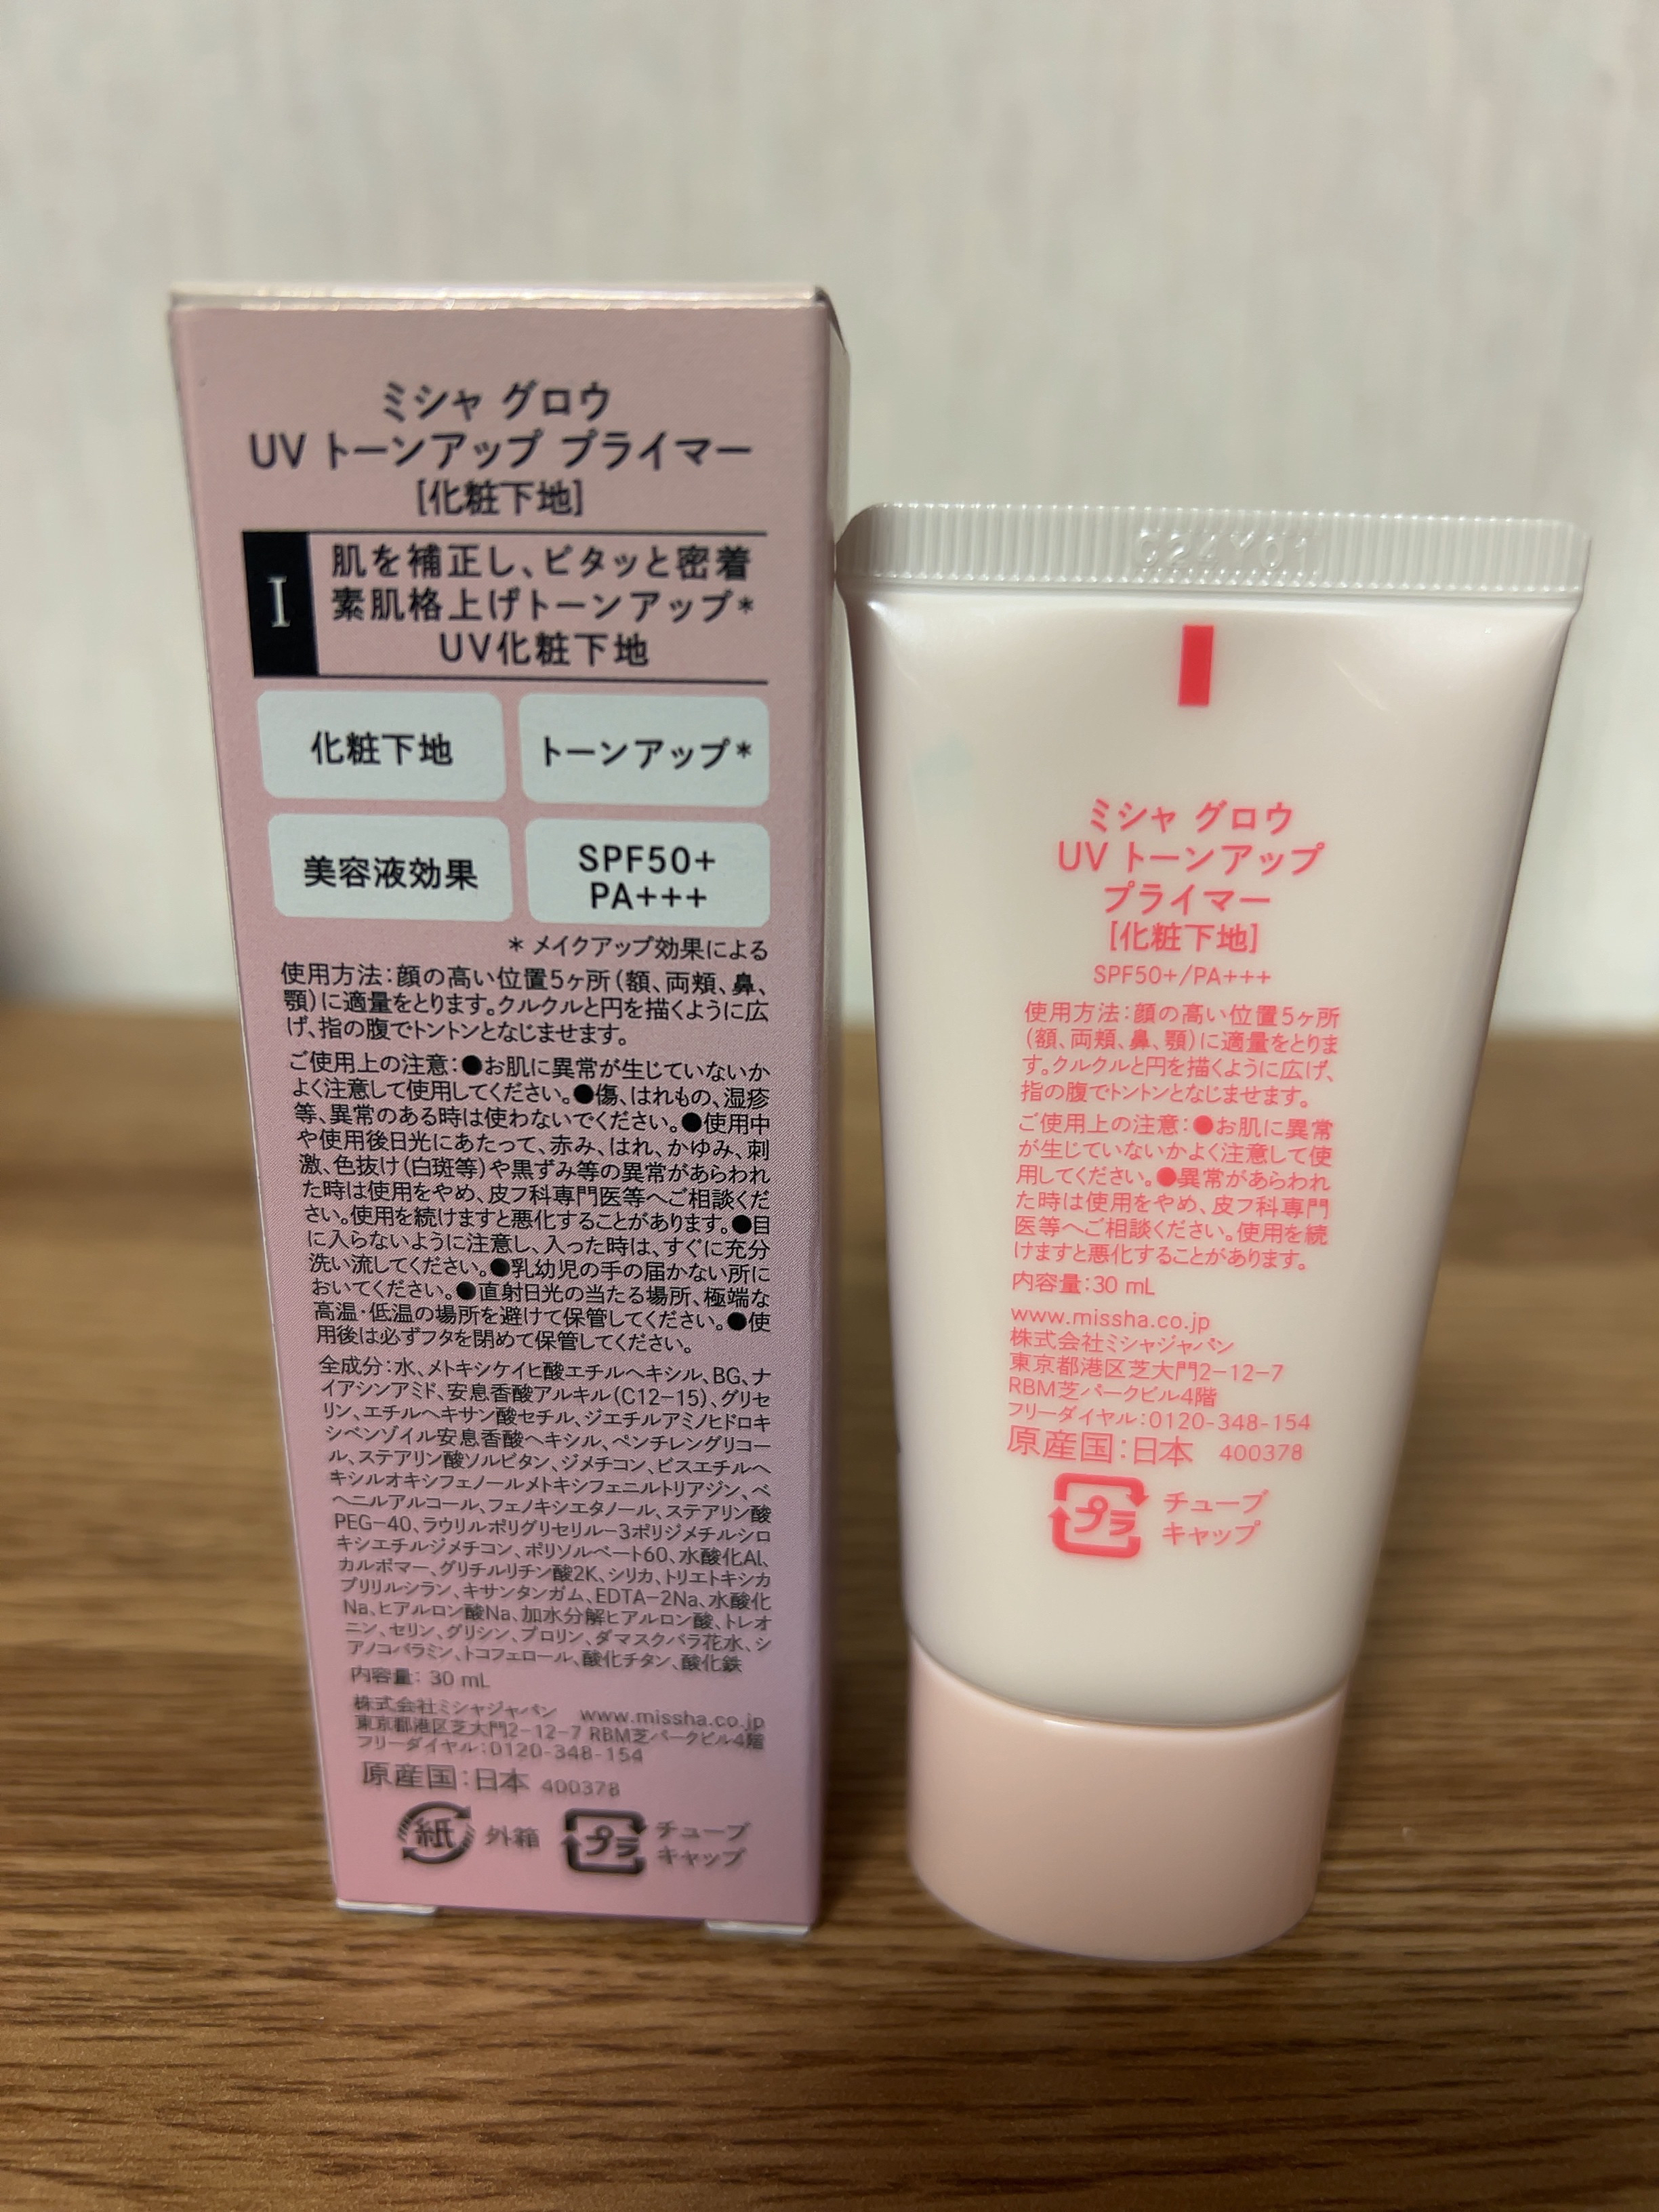 ミシャ グロウ
UV トーンアップ プライマー
[化粧下地]
I
肌を補正し、ピタッと密着
素肌格上げトーンアップ*
UV化粧下地
化粧下地
トーンアップ*
美容液効果
SPF50+
PA+++
* メイクアップ効果による
使用方法:顔の高い位置5ヶ所(額、両頬、鼻、
顎)に適量をとります。クルクルと円を描くように広
げ、指の腹でトントンとなじませます。
ご使用上の注意:●お肌に異常が生じていないか
よく注意して使用してください。●傷、はれもの、湿疹
等、異常のある時は使わないでください。●使用中
や使用後日光にあたって、赤み、はれ、かゆみ、刺
激、色抜け(白斑等)や黒ずみ等の異常があらわれ
た時は使用をやめ、皮フ科専門医等へご相談くだ
さい。使用を続けますと悪化することがあります。●目
に入らないように注意し、入った時は、すぐに充分
洗い流してください。●乳幼児の手の届かない所に
おいてください。●直射日光の当たる場所、極端な
高温・低温の場所を避けて保管してください。●使
用後は必ずフタを閉めて保管してください。
全成分:水、メトキシケイヒ酸エチルヘキシル、BG、ナ
イアシンアミド、安息香酸アルキル(C12-15)、グリセ
リン、エチルヘキサン酸セチル、ジエチルアミノヒドロキ
シベンゾイル安息香酸ヘキシル、ペンチレングリコー
ル、ステアリン酸ソルビタン、ジメチコン、ビスエチルヘ
キシルオキシフェノールメトキシフェニルトリアジン、ベ
ヘニルアルコール、フェノキシエタノール、ステアリン酸
PEG-40、ラウリルポリグリセリル-3ポリジメチルシロ
キシエチルジメチコン、ポリソルベート60、水酸化Al、
カルボマー、グリチルリチン酸2K、シリカ、トリエトキシカ
プリリルシラン、キサンタンガム、EDTA-2Na、水酸化
Na、ヒアルロン酸Na、加水分解ヒアルロン酸、トレオ
ニン、セリン、グリシン、プロリン、ダマスクバラ花水、シ
アノコバラミン、トコフェロール、酸化チタン、酸化鉄
内容量: 30 mL
株式会社ミシャジャパン www.missha.co.jp
東京都港区芝大門2-12-7 RBM芝パークビル4階
フリーダイヤル:0120-348-154
原産国:日本 400378
紙 外箱 プラ チューブ
キャップ
024Y01
ミシャ グロウ
UV トーンアップ
プライマー
[化粧下地]
SPF50+/PA+++
使用方法:顔の高い位置5ヶ所
(額、両頬、鼻、顎)に適量をとりま
す。クルクルと円を描くように広げ、
指の腹でトントンとなじませます。
ご使用上の注意:●お肌に異常
が生じていないかよく注意して使
用してください。●異常があらわれ
た時は使用をやめ、皮フ科専門
医等へご相談ください。使用を続
けますと悪化することがあります。
内容量:30 mL
www.missha.co.jp
株式会社ミシャジャパン
東京都港区芝大門2-12-7
RBM芝パークビル4階
フリーダイヤル:0120-348-154
原産国:日本 400378
プラ チューブ
キャップ